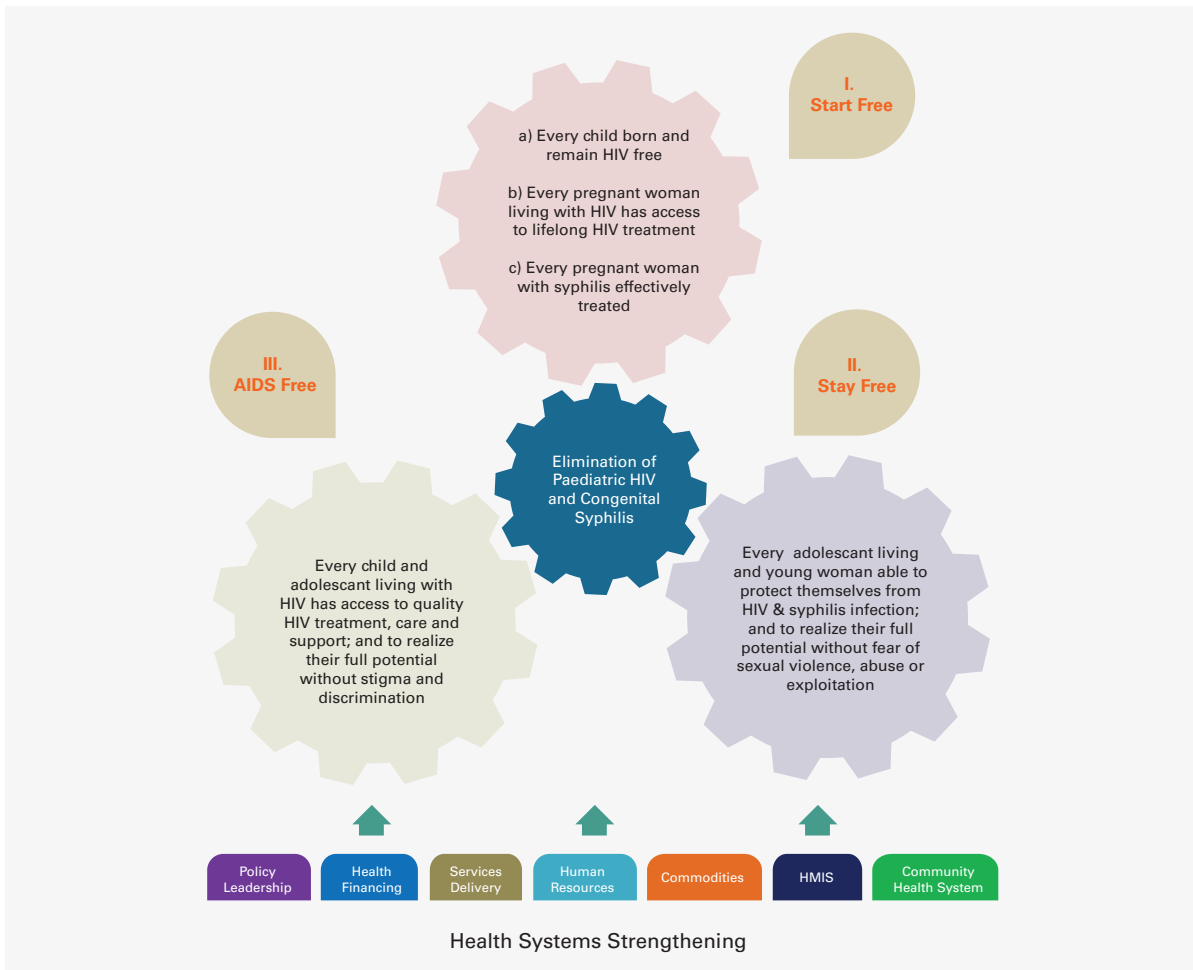 I.
Start Free
a) Every child born and
remain HIV free
b) Every pregnant woman
living with HIV has access
to lifelong HIV treatment
c) Every pregnant woman
with syphilis effectively
treated
III.
AIDS Free
II.
Stay Free
Elimination of
Paediatric HIV
and Congenital
Syphilis
Every child and
adolescant living with
HIV has access to quality
HIV treatment, care and
support; and to realize
their full potential
without stigma and
discrimination
Every adolescant living
and young woman able to
protect themselves from
HIV & syphilis infection;
and to realize their full
potential without fear of
sexual violence, abuse or
exploitation
Policy
Leadership
Health
Financing
Services
Delivery
Human
Resources
Commodities
HMIS
Community
Health System
Health Systems Strengthening